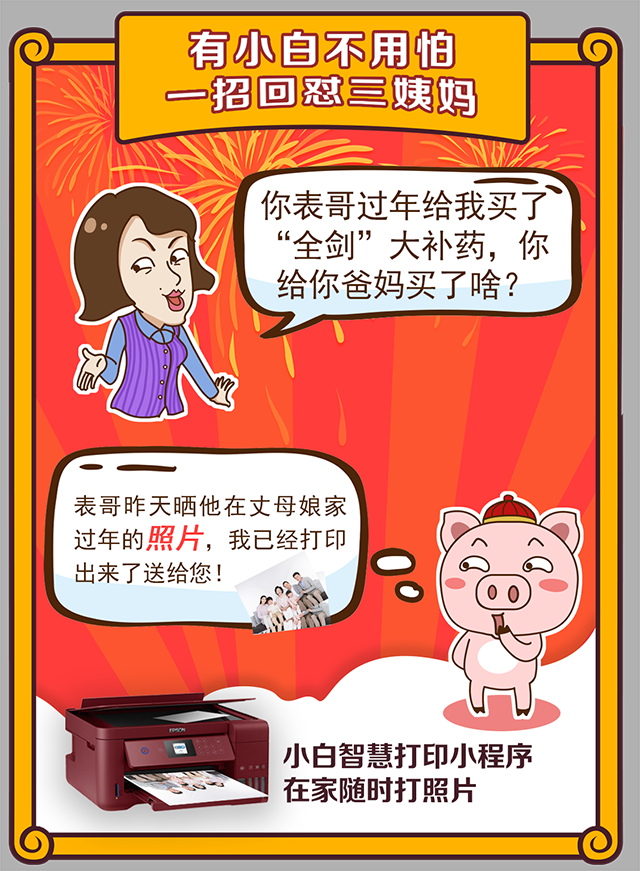 有小白不用怕
一招回怼三姨妈
你表哥过年给我买了
“全剑”大补药，你
给你爸妈买了啥？
表哥昨天晒他在丈母娘家
过年的照片，我已经打印
出来了送给您！
EPSON
小白智慧打印小程序
在家随时打照片